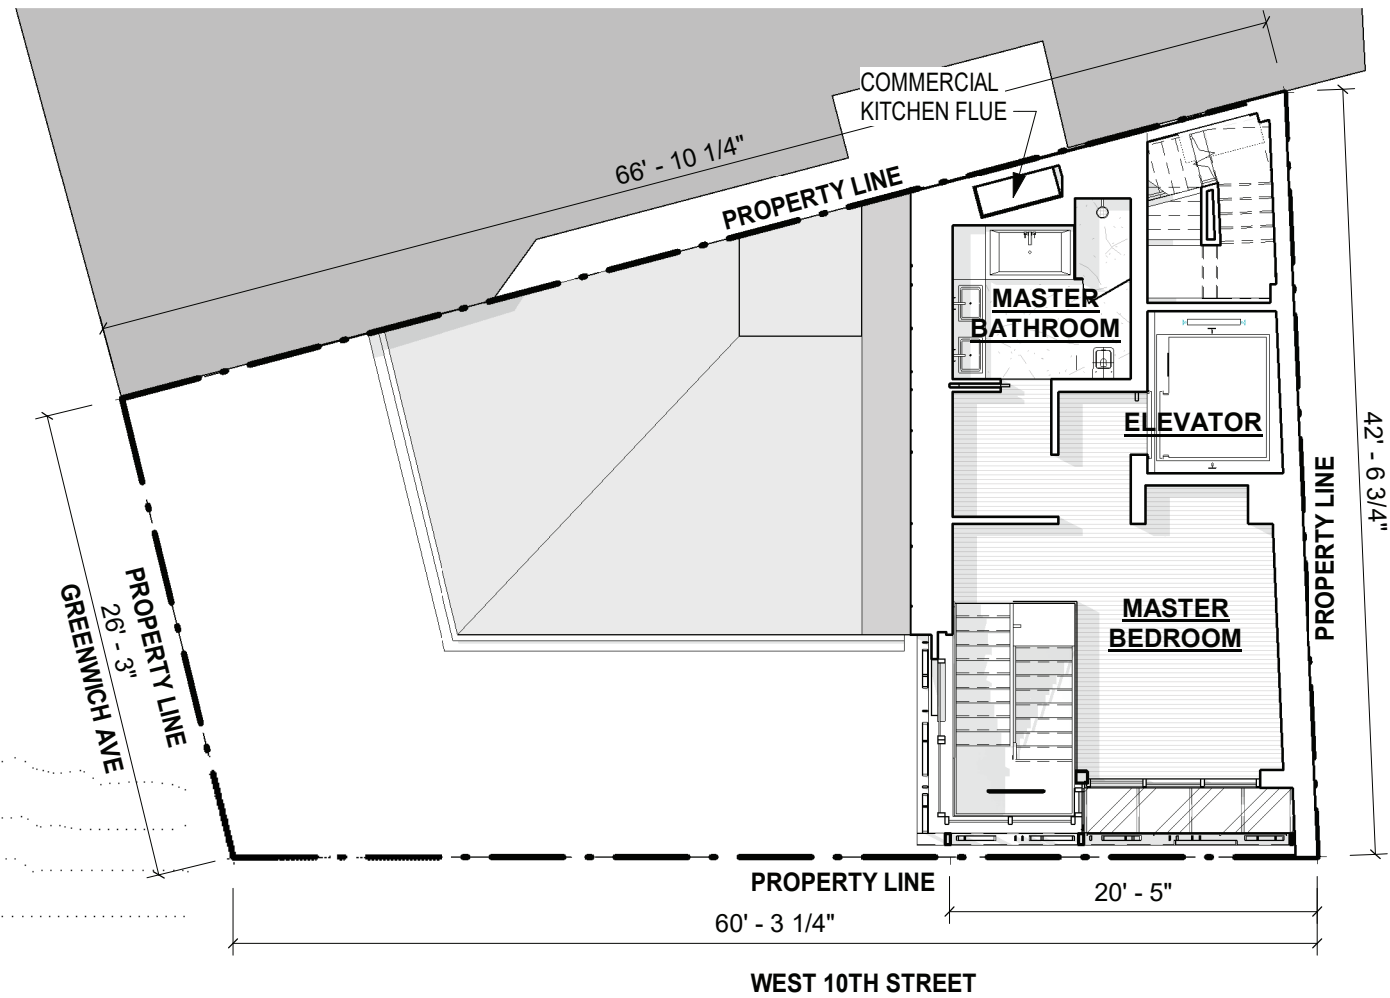 COMMERCIAL
KITCHEN FLUE
66' - 10 1/4"
PROPERTY LINE
MASTER
BATHROOM
ELEVATOR
42' - 6 3/4"
PROPERTY LINE
MASTER
BEDROOM
PROPERTY LINE
26' - 3"
GREENWICH AVE
PROPERTY LINE
20' - 5"
60' - 3 1/4"
WEST 10TH STREET